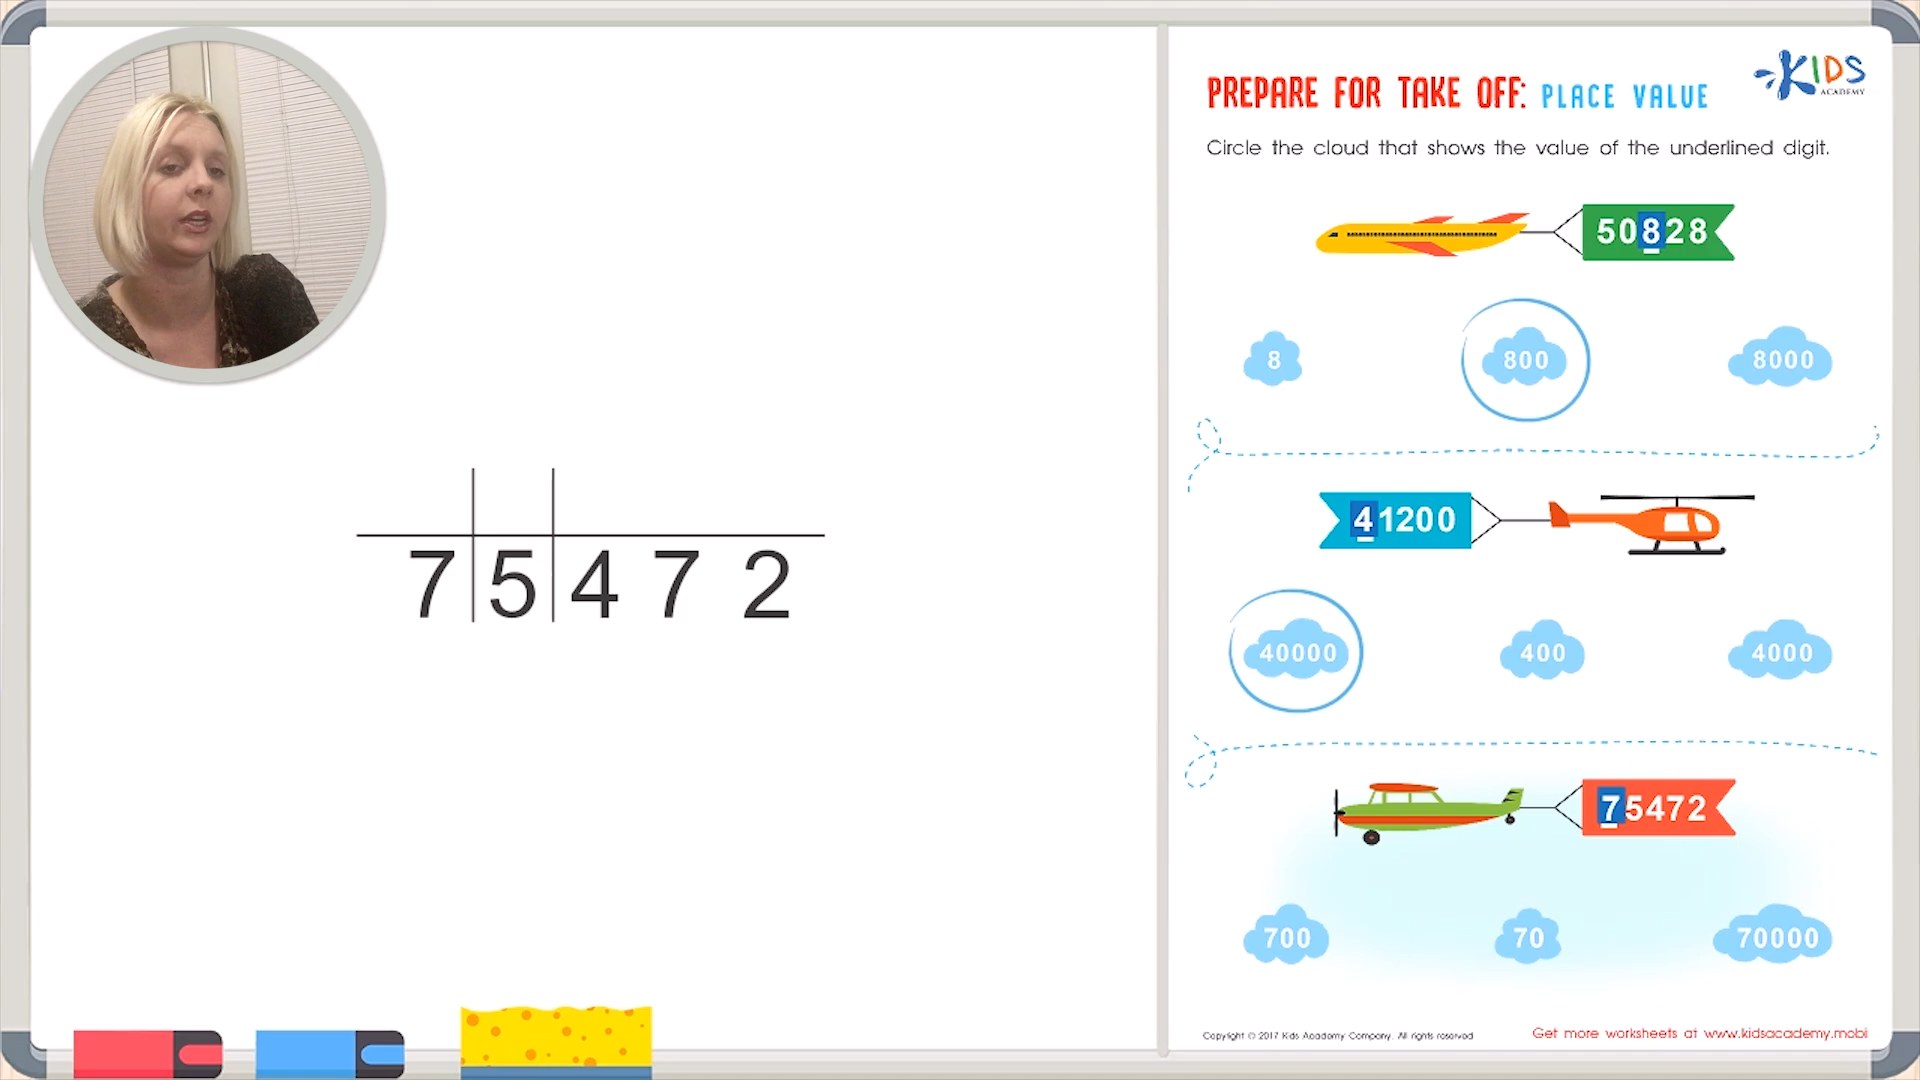 7 5 4 7 2
PREPARE FOR TAKE OFF: PLACE VALUE
KIDS
ACADEMY
Circle the cloud that shows the value of the underlined digit.
50828
8 800 8000
41200
40000 400 4000
75472
700 70 70000
Copyright © 2017 Kids Academy Company. All rights reserved
Get more worksheets at www.kidsacademy.mobi